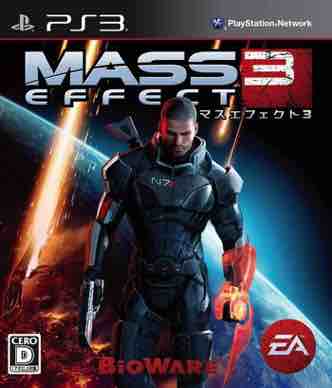 PS3
PlayStation®Network
MASS
EFFECT 3
マスエフェクト3
N7
CERO
D
BIOWARE
EA